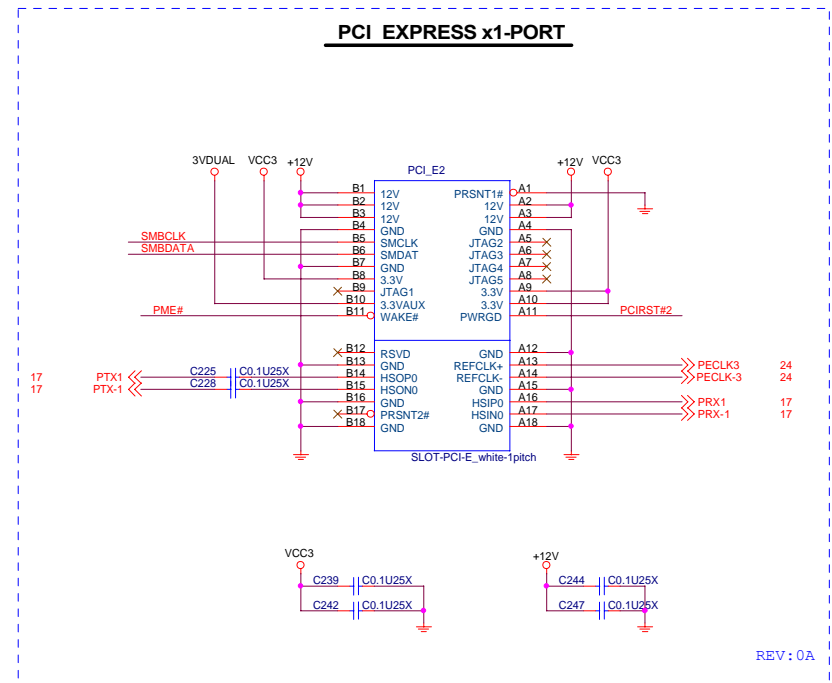 PCI EXPRESS x1-PORT
3VDUAL VCC3 +12V PCI_E2 +12V VCC3
B1 12V PRSNT1# A1
B2 12V 12V A2
B3 12V 12V A3
B4 GND GND A4
SMBCLK B5 SMCLK JTAG2 A5
SMBDATA B6 SMDAT JTAG3 A6
B7 GND JTAG4 A7
B8 3.3V JTAG5 A8
B9 JTAG1 3.3V A9
B10 3.3VAUX 3.3V A10
PME# B11 WAKE# PWRGD A11 PCIRST#2
B12 RSVD GND A12
B13 GND REFCLK+ A13 PECLK3 24
17 PTX1 C225 C0.1U25X B14 HSOP0 REFCLK- A14 PECLK-3 24
17 PTX-1 C228 C0.1U25X B15 HSON0 GND A15
B16 GND HSIP0 A16 PRX1 17
B17 PRSNT2# HSIN0 A17 PRX-1 17
B18 GND GND A18
SLOT-PCI-E_white-1pitch
VCC3 +12V
C239 C0.1U25X C244 C0.1U25X
C242 C0.1U25X C247 C0.1U25X
REV:0A